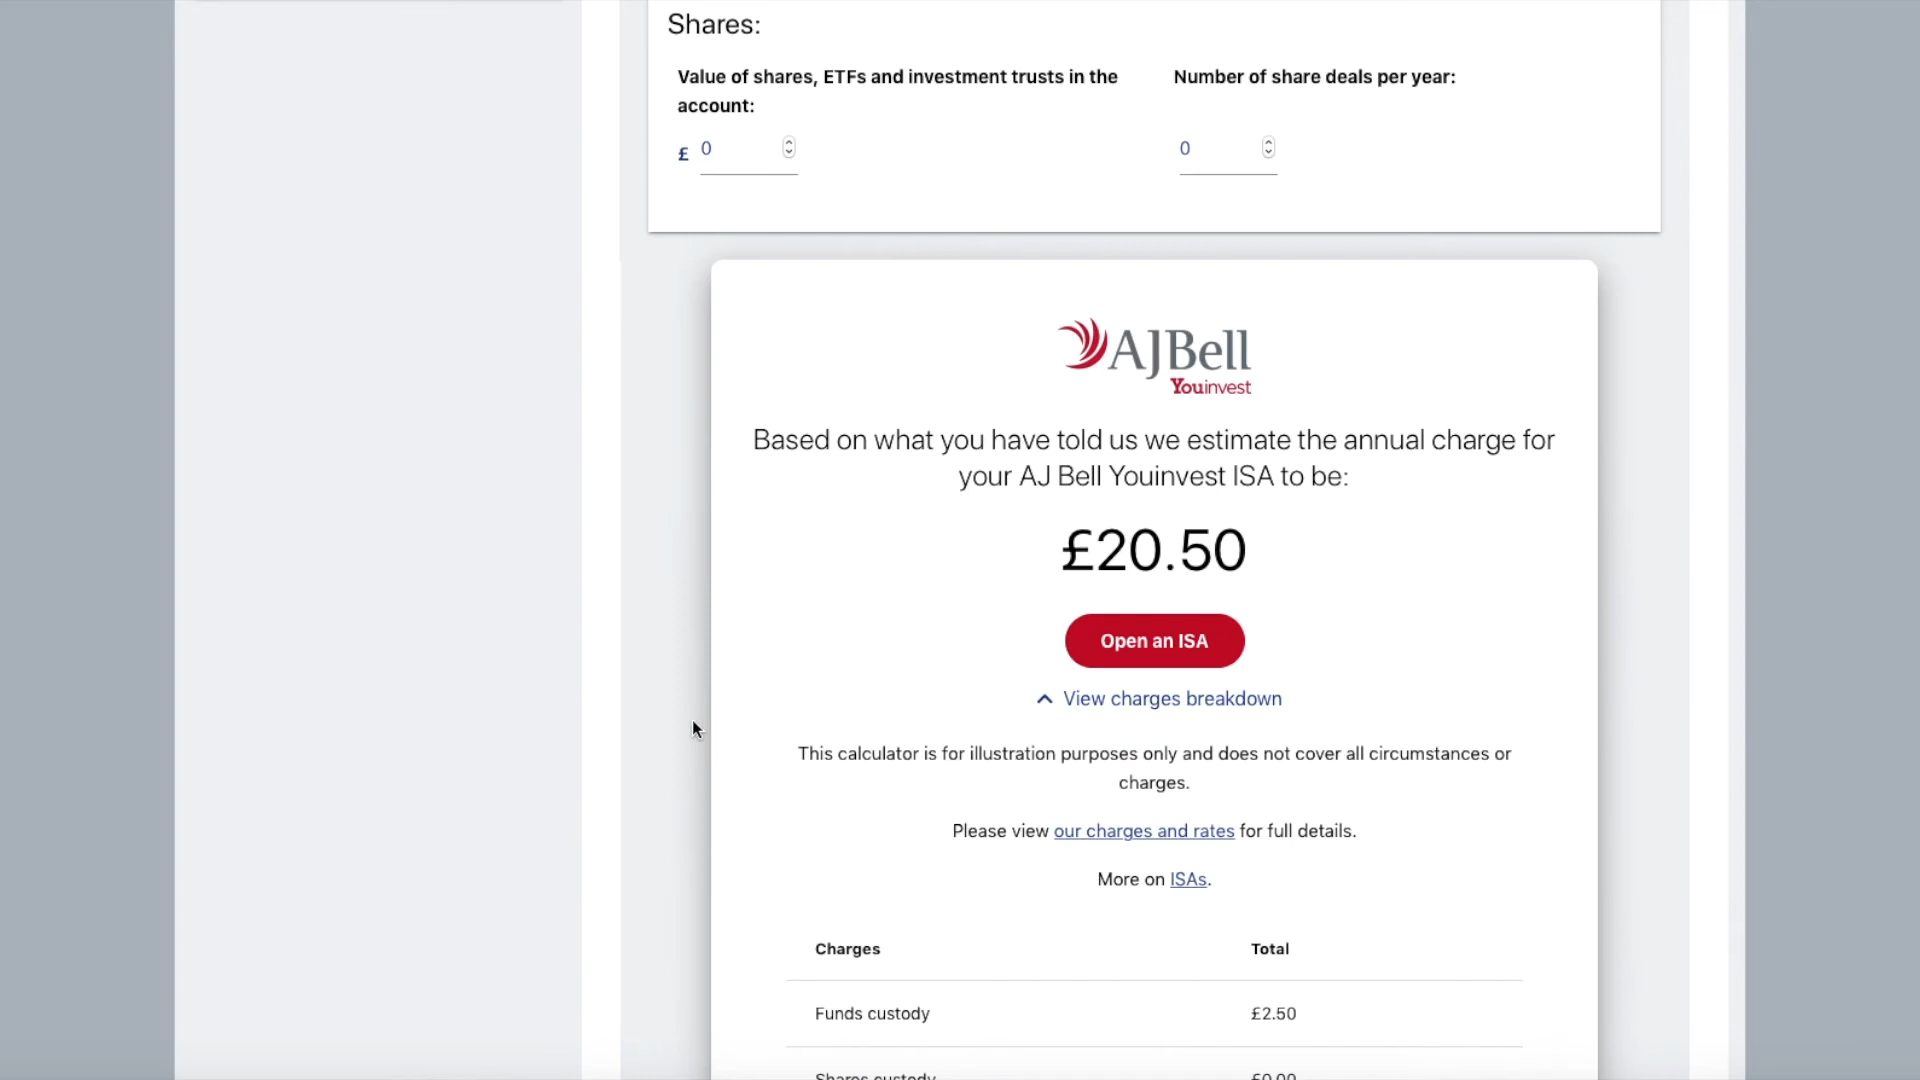 Shares:
Value of shares, ETFs and investment trusts in the
account:
Number of share deals per year:
£ 0
0
AJBell
Youinvest
Based on what you have told us we estimate the annual charge for
your AJ Bell Youinvest ISA to be:
£20.50
Open an ISA
View charges breakdown
This calculator is for illustration purposes only and does not cover all circumstances or
charges.
Please view our charges and rates for full details.
More on ISAs.
Charges Total
Funds custody £2.50
Shares custody £0.00